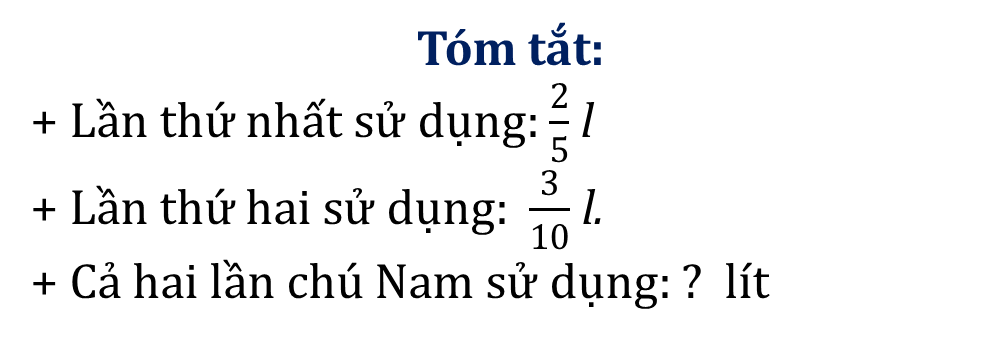 Tóm tắt:
+ Lần thứ nhất sử dụng: 2/5 l
+ Lần thứ hai sử dụng: 3/10 l.
+ Cả hai lần chú Nam sử dụng: ? lít